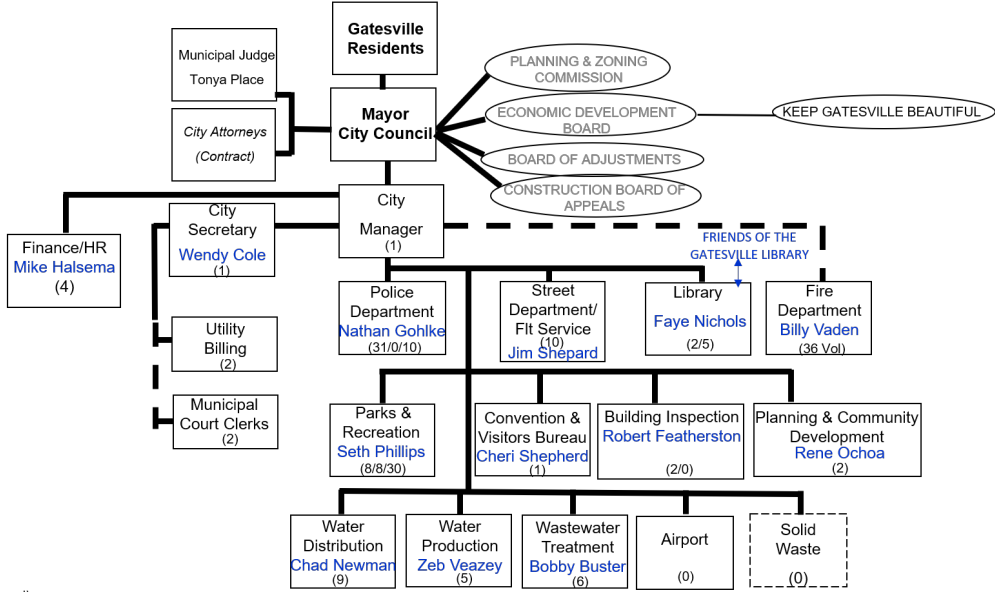 Gatesville
Residents
Municipal Judge
Tonya Place
City Attorneys
(Contract)
Mayor
City Council
PLANNING & ZONING
COMMISSION
ECONOMIC DEVELOPMENT
BOARD
KEEP GATESVILLE BEAUTIFUL
BOARD OF ADJUSTMENTS
CONSTRUCTION BOARD OF
APPEALS
City
Manager
(1)
City
Secretary
Wendy Cole
(1)
Finance/HR
Mike Halsema
(4)
FRIENDS OF THE
GATESVILLE LIBRARY
Utility
Billing
(2)
Municipal
Court Clerks
(2)
Police
Department
Nathan Gohlke
(31/0/10)
Street
Department/
Flt Service
(10)
Jim Shepard
Library
Faye Nichols
(2/5)
Fire
Department
Billy Vaden
(36 Vol)
Parks &
Recreation
Seth Phillips
(8/8/30)
Convention &
Visitors Bureau
Cheri Shepherd
(1)
Building Inspection
Robert Featherston
(2/0)
Planning & Community
Development
Rene Ochoa
(2)
Water
Distribution
Chad Newman
(9)
Water
Production
Zeb Veazey
(5)
Wastewater
Treatment
Bobby Buster
(6)
Airport
(0)
Solid
Waste
(0)